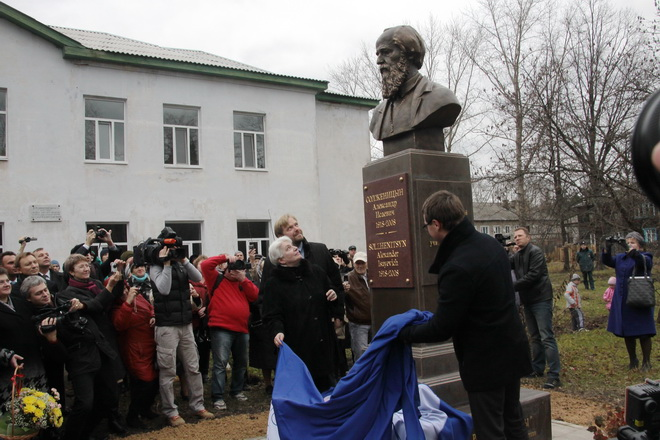 СОЛЖЕНИЦЫН
Александр
Исаевич
1918-2008
SOLZHENITSYN
Alexander
Isayevich
1918-2008